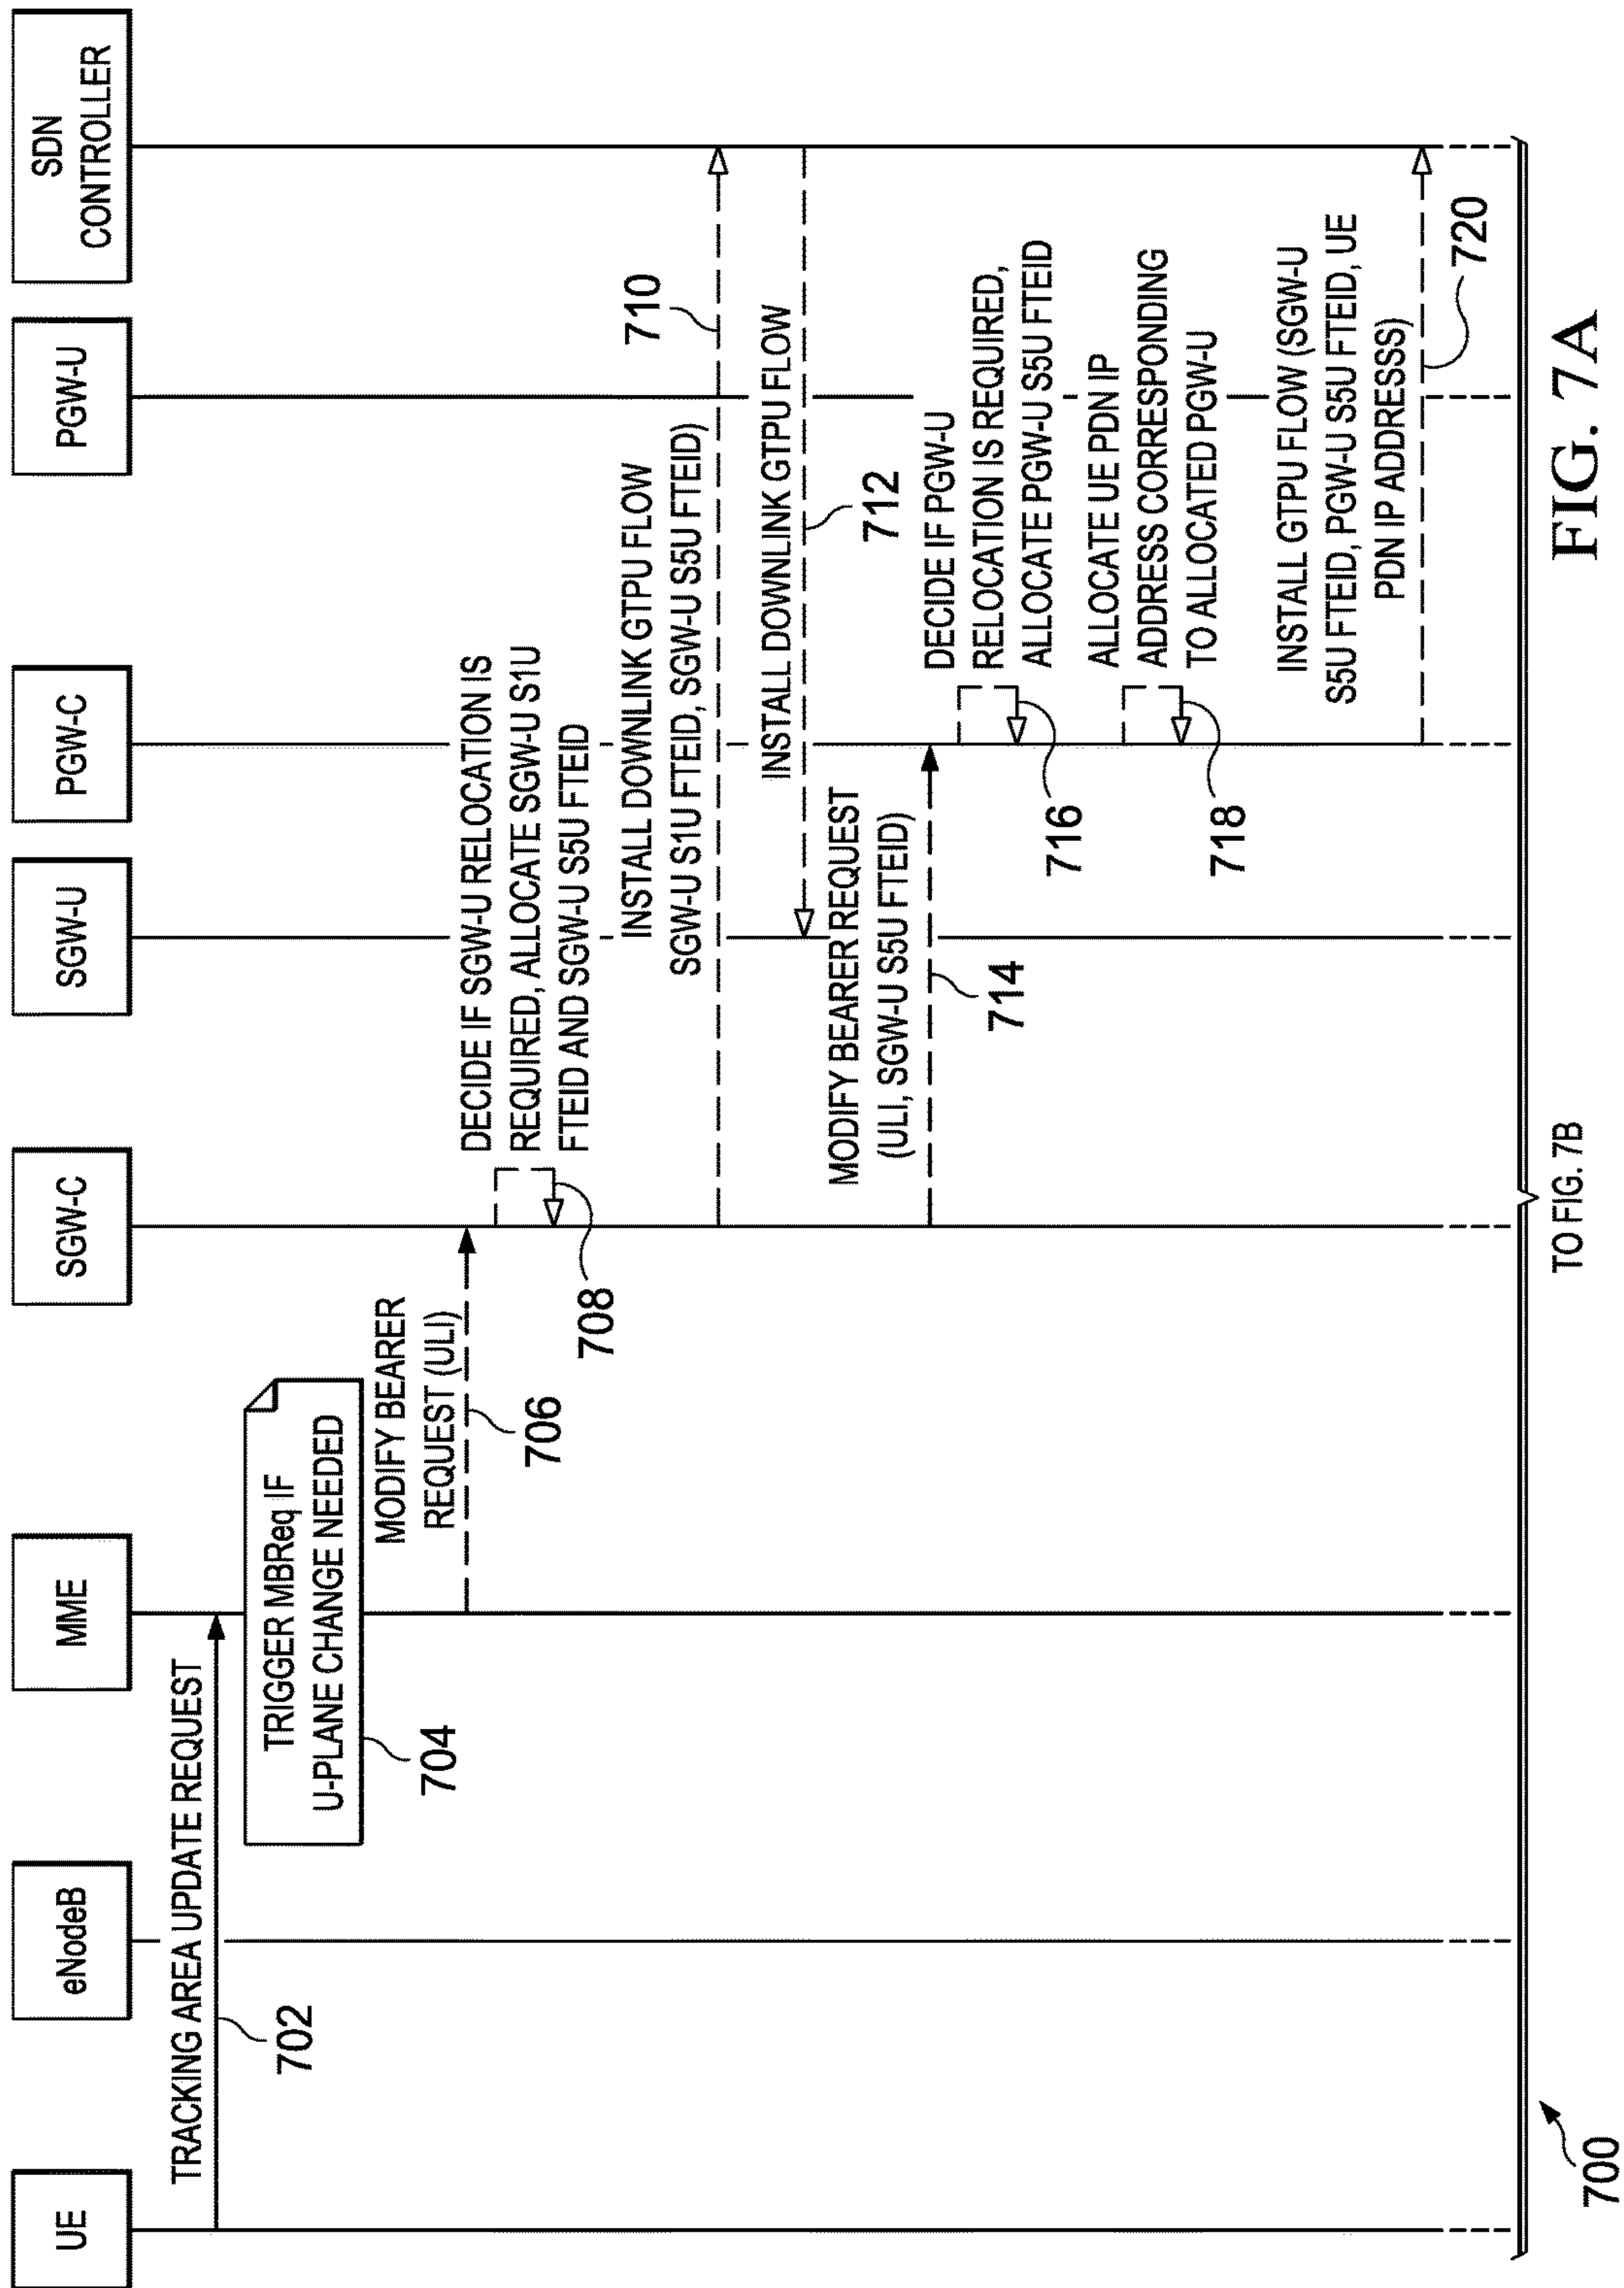 UE
eNodeB
MME
SGW-C
SGW-U
PGW-C
PGW-U
SDN
CONTROLLER
TRACKING AREA UPDATE REQUEST
702
TRIGGER MBReq IF
U-PLANE CHANGE NEEDED
704
MODIFY BEARER
REQUEST (ULI)
706
DECIDE IF SGW-U RELOCATION IS
REQUIRED, ALLOCATE SGW-U S1U
FTEID AND SGW-U S5U FTEID
708
INSTALL DOWNLINK GTPU FLOW
SGW-U S1U FTEID, SGW-U S5U FTEID)
710
INSTALL DOWNLINK GTPU FLOW
712
MODIFY BEARER REQUEST
(ULI, SGW-U S5U FTEID)
714
DECIDE IF PGW-U
RELOCATION IS REQUIRED,
ALLOCATE PGW-U S5U FTEID
716
ALLOCATE UE PDN IP
ADDRESS CORRESPONDING
TO ALLOCATED PGW-U
718
INSTALL GTPU FLOW (SGW-U
S5U FTEID, PGW-U S5U FTEID, UE
PDN IP ADDRESSS)
720
700
TO FIG. 7B
FIG. 7A